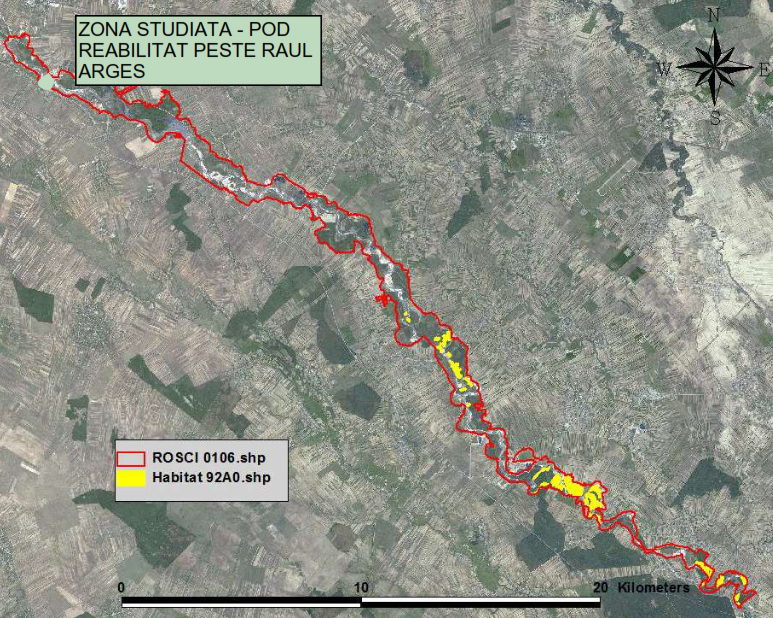 ZONA STUDIATA - POD
REABILITAT PESTE RAUL
ARGES
N
W E
S
ROSCI 0106.shp
Habitat 92A0.shp
0 10 20 Kilometers